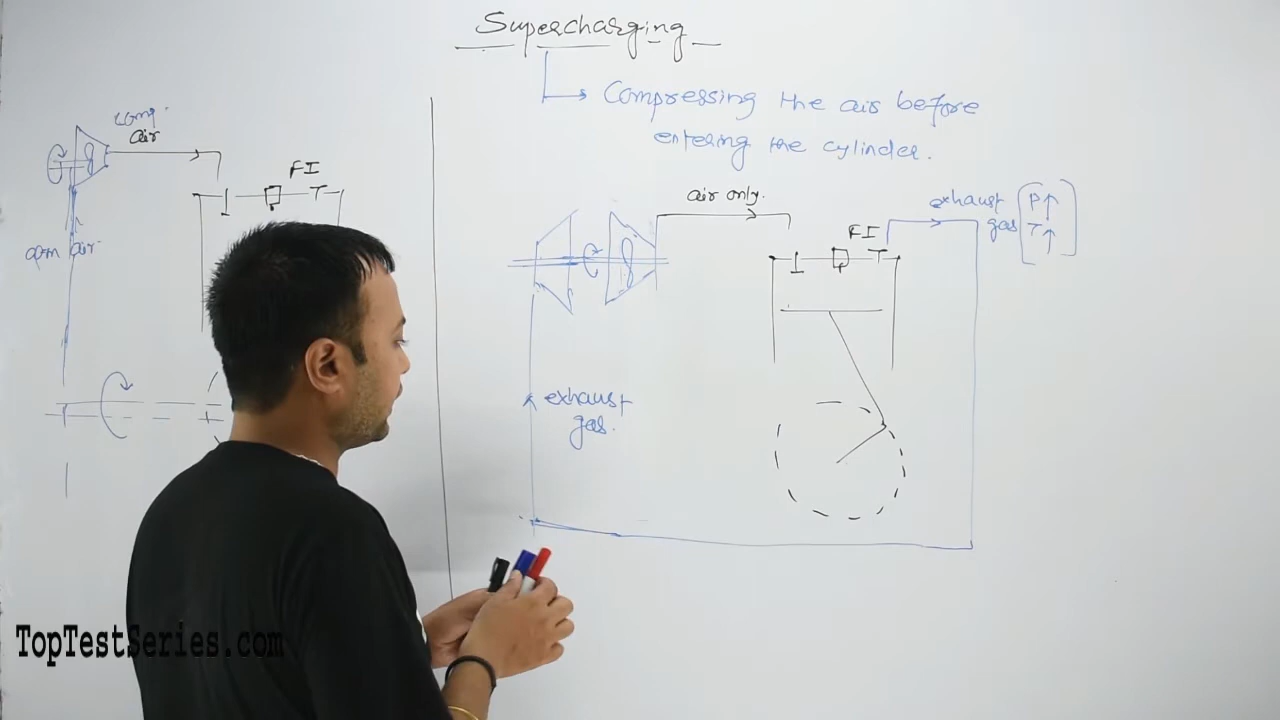 Supercharging
Compressing the air before
entering the cylinder.
comp.
air
FI
atm air
air only.
exhaust
gas
P↑
T↑
FI
exhaust
gas.
TopTestSeries.com